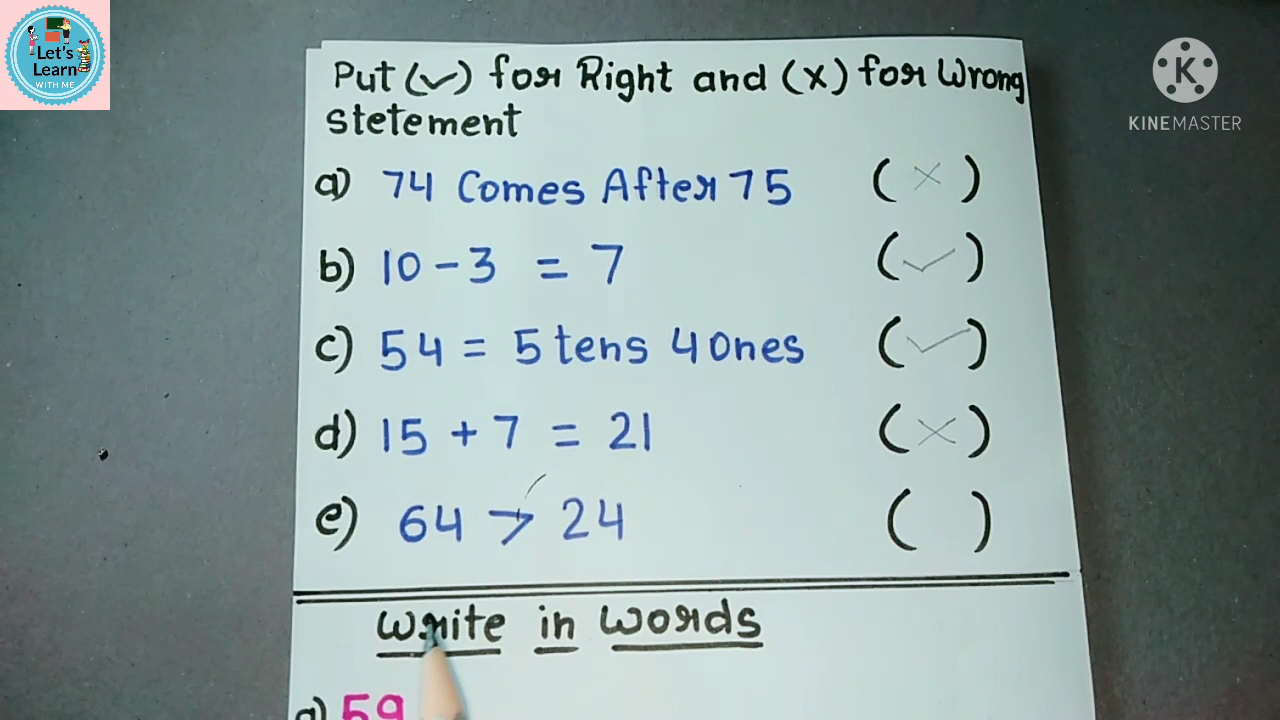 Let's
Learn
WITH ME
KINEMASTER
Put (✓) for Right and (x) for Wrong
stetement
a) 74 Comes After 75 (×)
b) 10 - 3 = 7 (✓)
c) 54 = 5 tens 4 ones (✓)
d) 15 + 7 = 21 (×)
e) 64 > 24 ( )
Write in words
a) 59